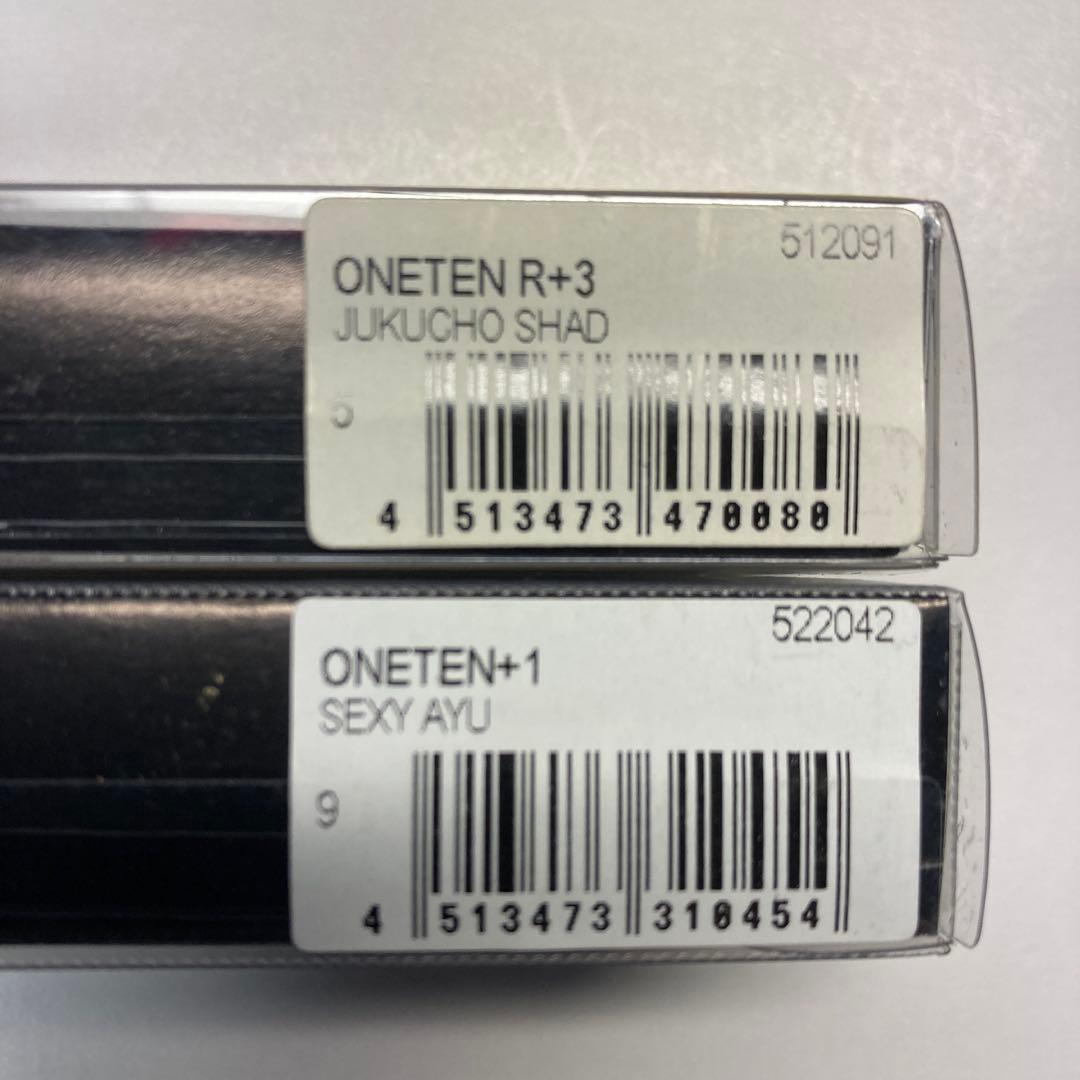 512091
ONETEN R+3
JUKUCHO SHAD
5
4 513473 470080
522042
ONETEN+1
SEXY AYU
9
4 513473 310454